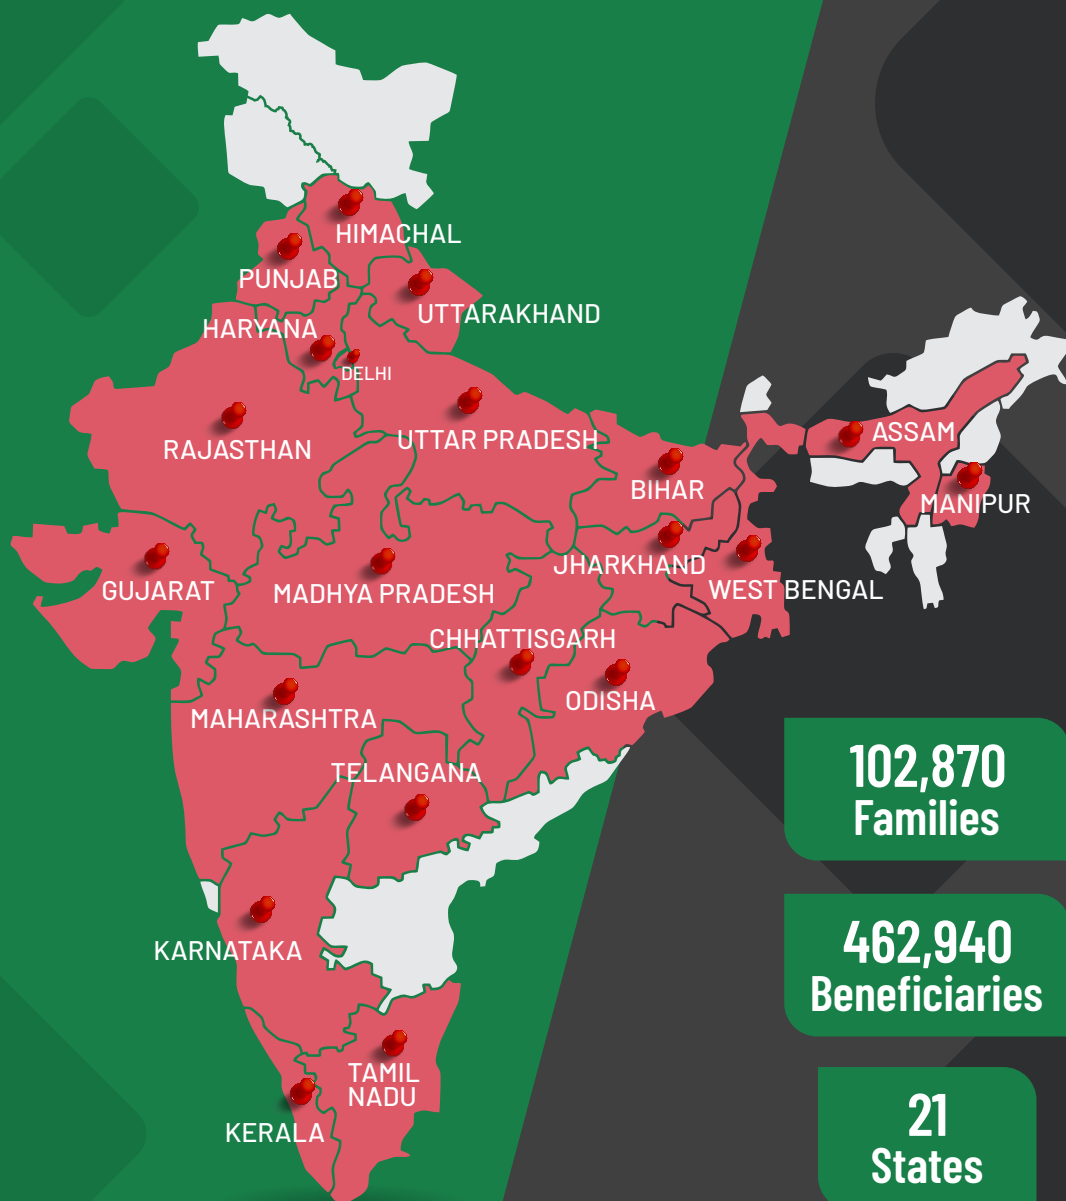 HIMACHAL
PUNJAB
UTTARAKHAND
HARYANA
DELHI
RAJASTHAN
UTTAR PRADESH
ASSAM
BIHAR
MANIPUR
JHARKHAND
GUJARAT
MADHYA PRADESH
WEST BENGAL
CHHATTISGARH
ODISHA
MAHARASHTRA
TELANGANA
KARNATAKA
TAMIL
NADU
KERALA
102,870
Families
462,940
Beneficiaries
21
States